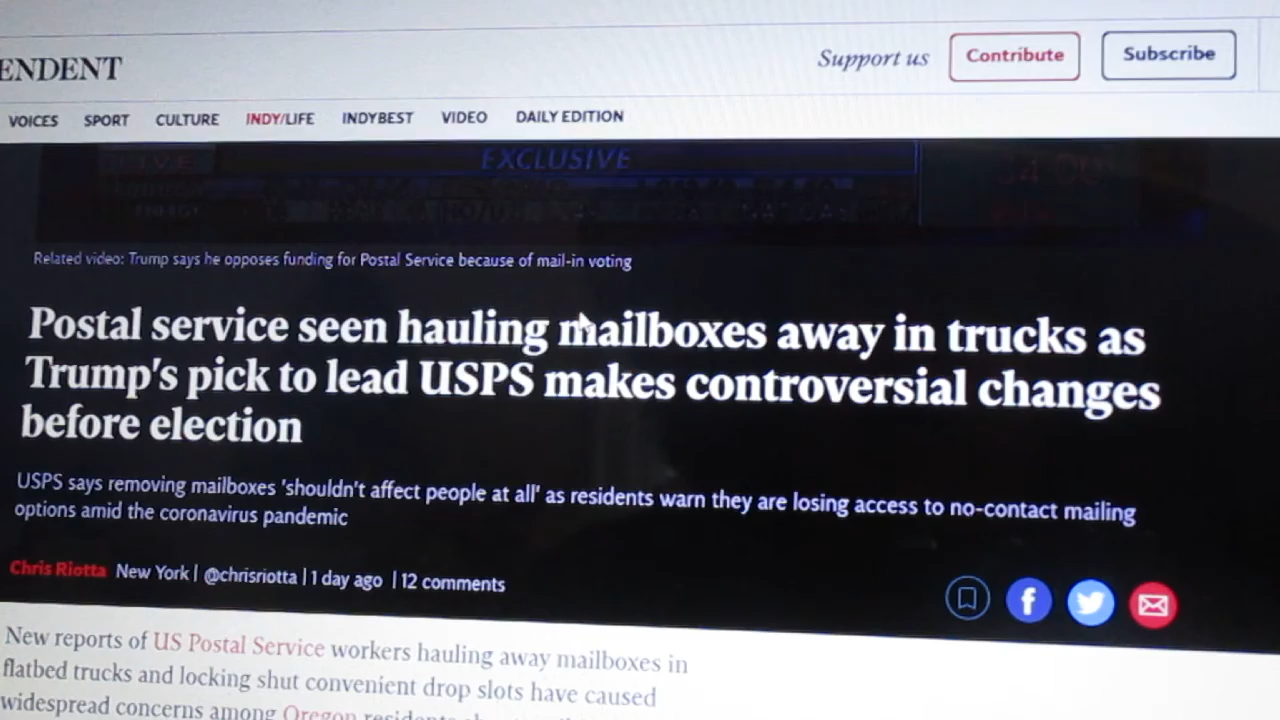 ENDENT
Support us
Contribute
Subscribe
VOICES SPORT CULTURE INDY/LIFE INDYBEST VIDEO DAILY EDITION
EXCLUSIVE
Related video: Trump says he opposes funding for Postal Service because of mail-in voting
Postal service seen hauling mailboxes away in trucks as
Trump's pick to lead USPS makes controversial changes
before election
USPS says removing mailboxes 'shouldn't affect people at all' as residents warn they are losing access to no-contact mailing
options amid the coronavirus pandemic
Chris Riotta New York | @chrisriotta | 1 day ago | 12 comments
New reports of US Postal Service workers hauling away mailboxes in
flatbed trucks and locking shut convenient drop slots have caused
widespread concerns among Oregon residents